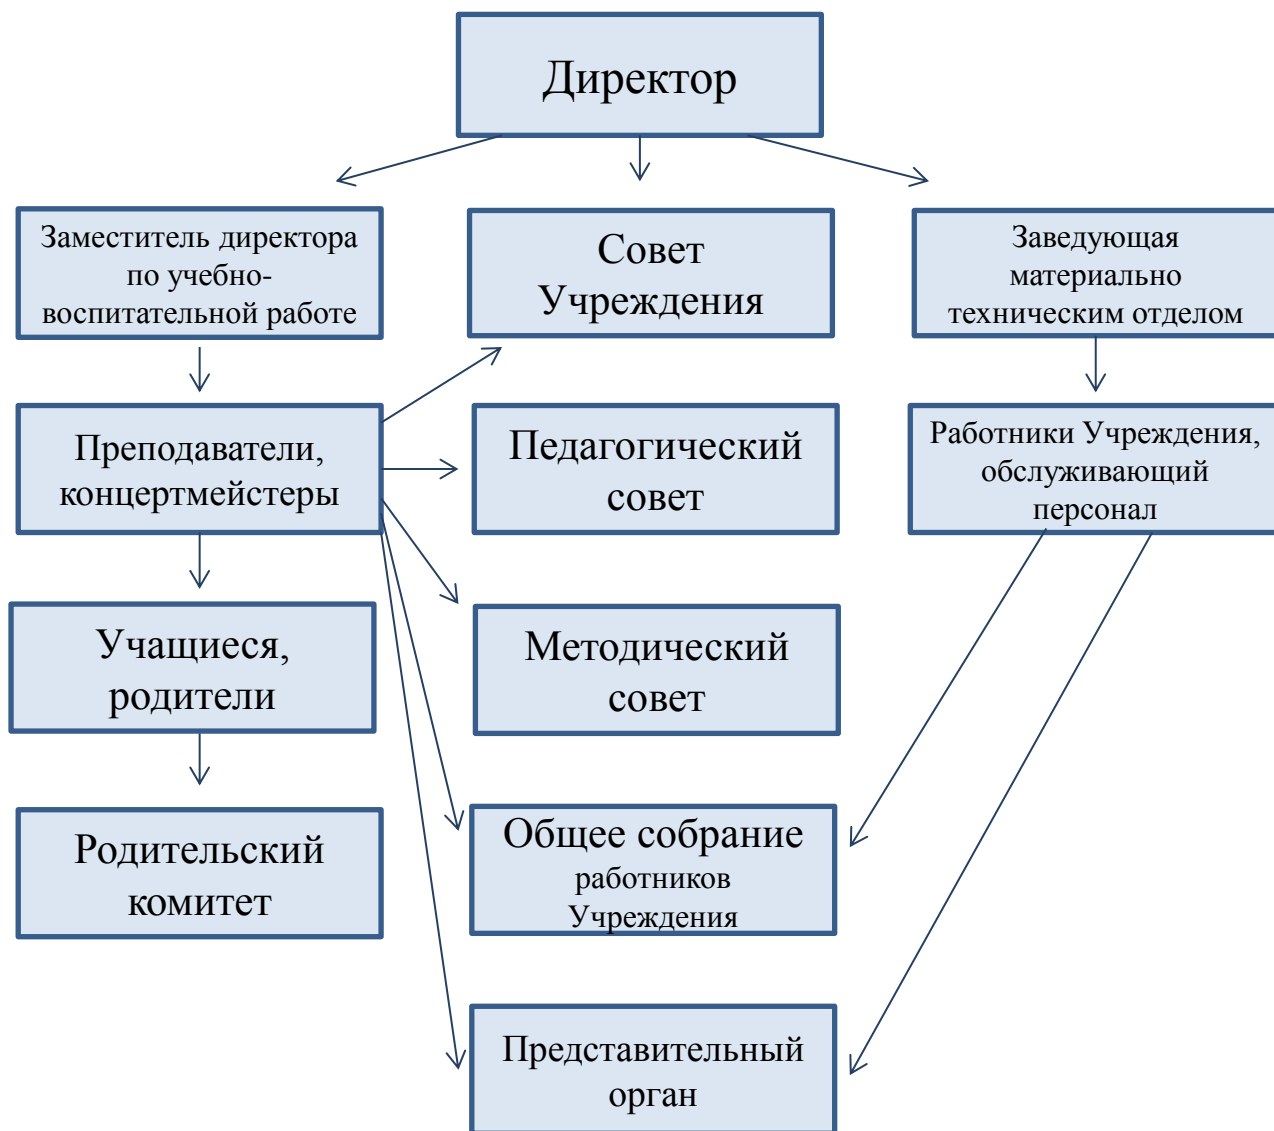 Директор
Заместитель директора
по учебно-
воспитательной работе
Совет
Учреждения
Заведующая
материально
техническим отделом
Преподаватели,
концертмейстеры
Педагогический
совет
Работники Учреждения,
обслуживающий
персонал
Учащиеся,
родители
Методический
совет
Родительский
комитет
Общее собрание
работников
Учреждения
Представительный
орган